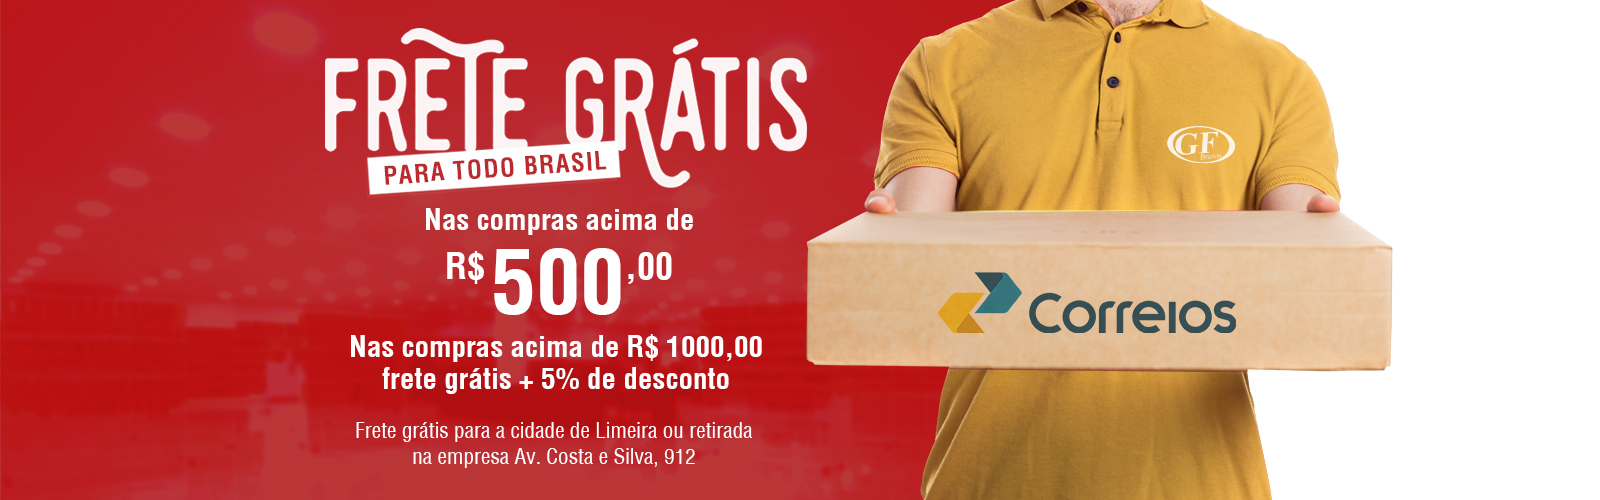 FRETE GRÁTIS
PARA TODO BRASIL
Nas compras acima de
R$ 500,00
Nas compras acima de R$ 1000,00
frete grátis + 5% de desconto
Frete grátis para a cidade de Limeira ou retirada
na empresa Av. Costa e Silva, 912
GF
Correios